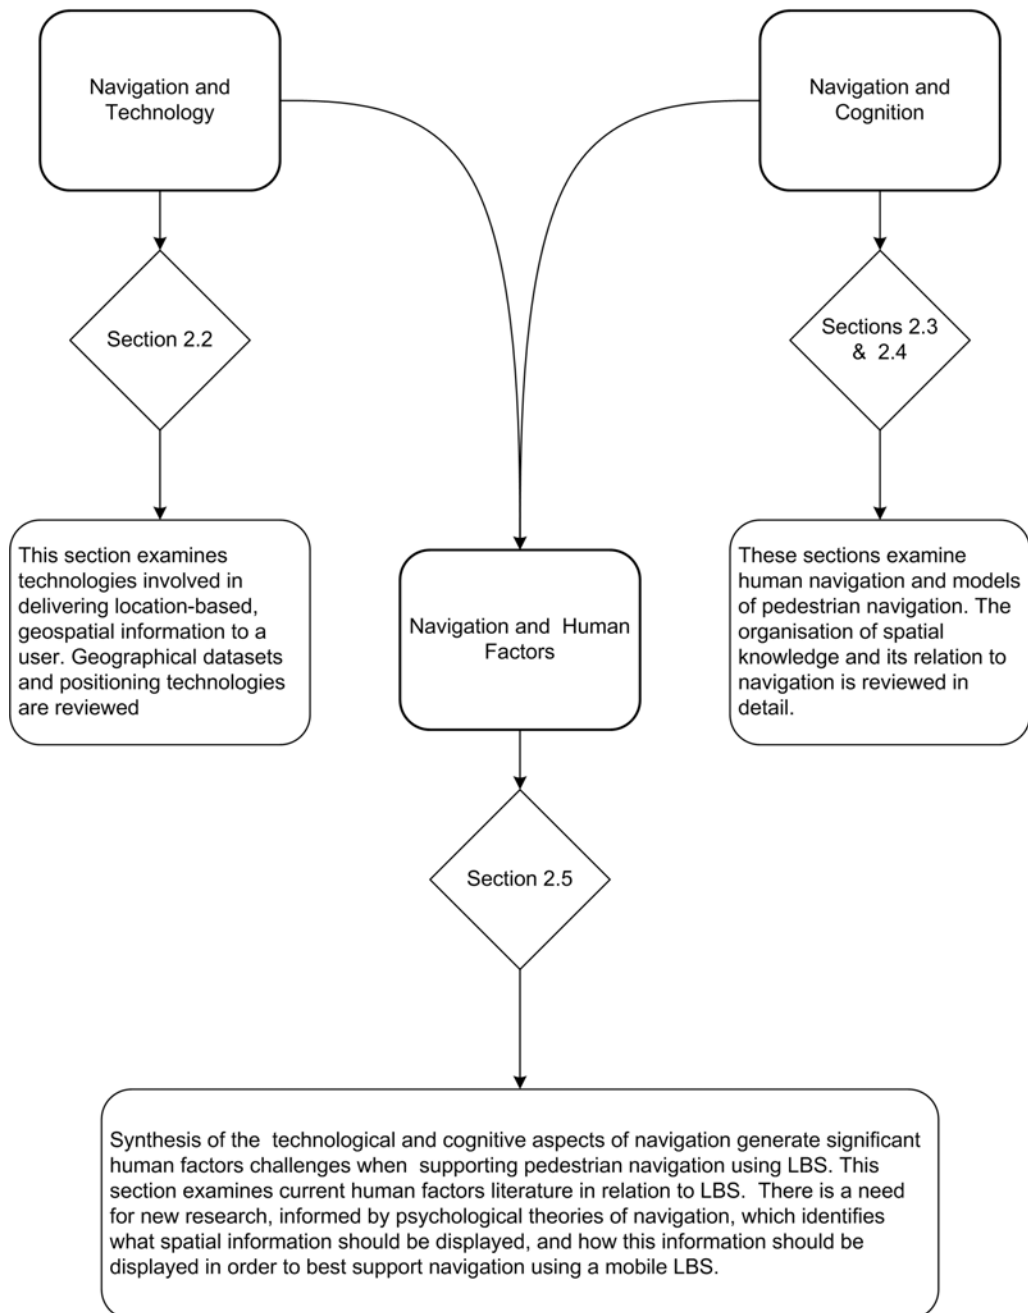 Navigation and
Technology
Navigation and
Cognition
Section 2.2
Sections 2.3
& 2.4
This section examines
technologies involved in
delivering location-based,
geospatial information to a
user. Geographical datasets
and positioning technologies
are reviewed
Navigation and Human
Factors
These sections examine
human navigation and models
of pedestrian navigation. The
organisation of spatial
knowledge and its relation to
navigation is reviewed in
detail.
Section 2.5
Synthesis of the technological and cognitive aspects of navigation generate significant
human factors challenges when supporting pedestrian navigation using LBS. This
section examines current human factors literature in relation to LBS. There is a need
for new research, informed by psychological theories of navigation, which identifies
what spatial information should be displayed, and how this information should be
displayed in order to best support navigation using a mobile LBS.